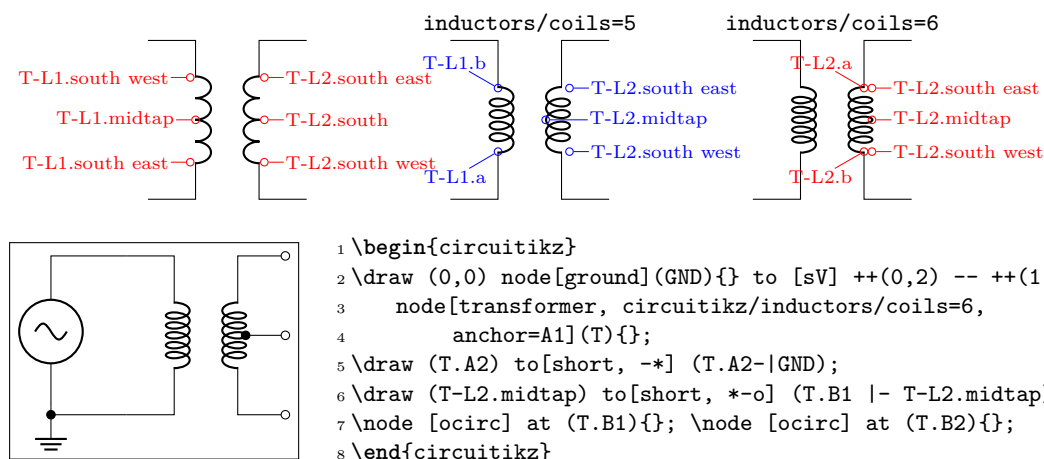 inductors/coils=5
inductors/coils=6
T-L1.south west
T-L1.midtap
T-L1.south east
T-L2.south east
T-L2.south
T-L2.south west
T-L1.b
T-L1.a
T-L2.south east
T-L2.midtap
T-L2.south west
T-L2.a
T-L2.b
T-L2.south east
T-L2.midtap
T-L2.south west
1 \begin{circuitikz}
2 \draw (0,0) node[ground](GND){} to [sV] ++(0,2) -- ++(1
3 node[transformer, circuitikz/inductors/coils=6,
4 anchor=A1](T){};
5 \draw (T.A2) to[short, -*] (T.A2-|GND);
6 \draw (T-L2.midtap) to[short, *-o] (T.B1 |- T-L2.midtap)
7 \node [ocirc] at (T.B1){}; \node [ocirc] at (T.B2){};
8 \end{circuitikz}